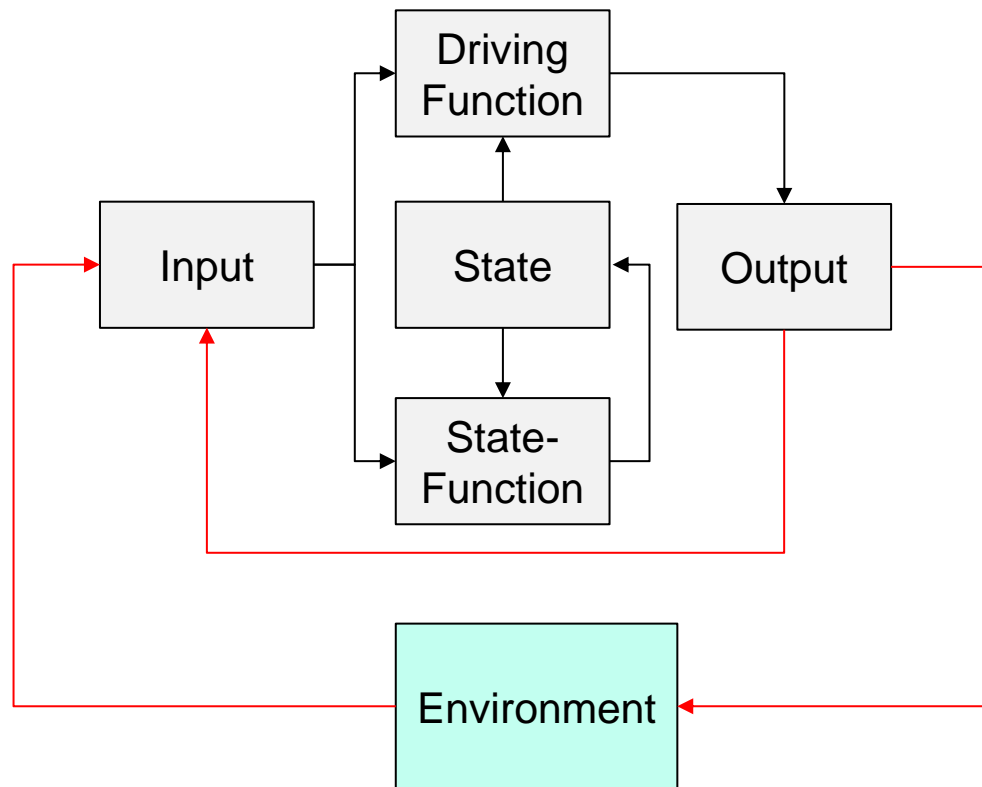 Driving
Function
Input
State
Output
State-
Function
Environment